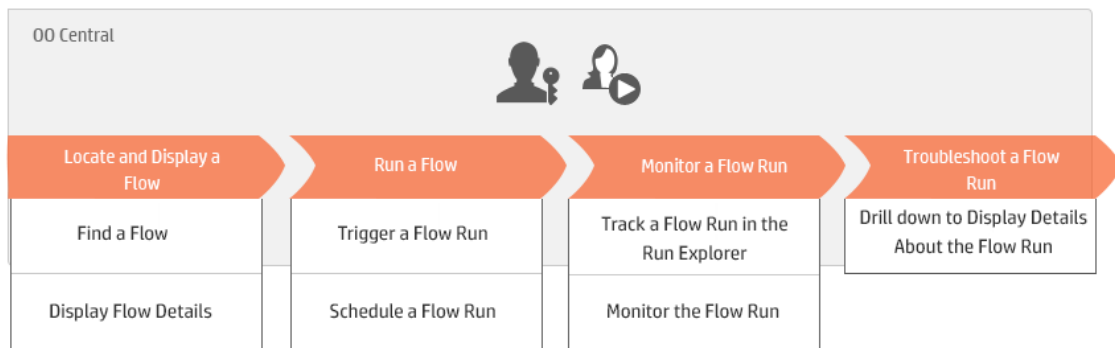 OO Central
Locate and Display a
Flow
Run a Flow
Monitor a Flow Run
Troubleshoot a Flow
Run
Find a Flow
Trigger a Flow Run
Track a Flow Run in the
Run Explorer
Drill down to Display Details
About the Flow Run
Display Flow Details
Schedule a Flow Run
Monitor the Flow Run